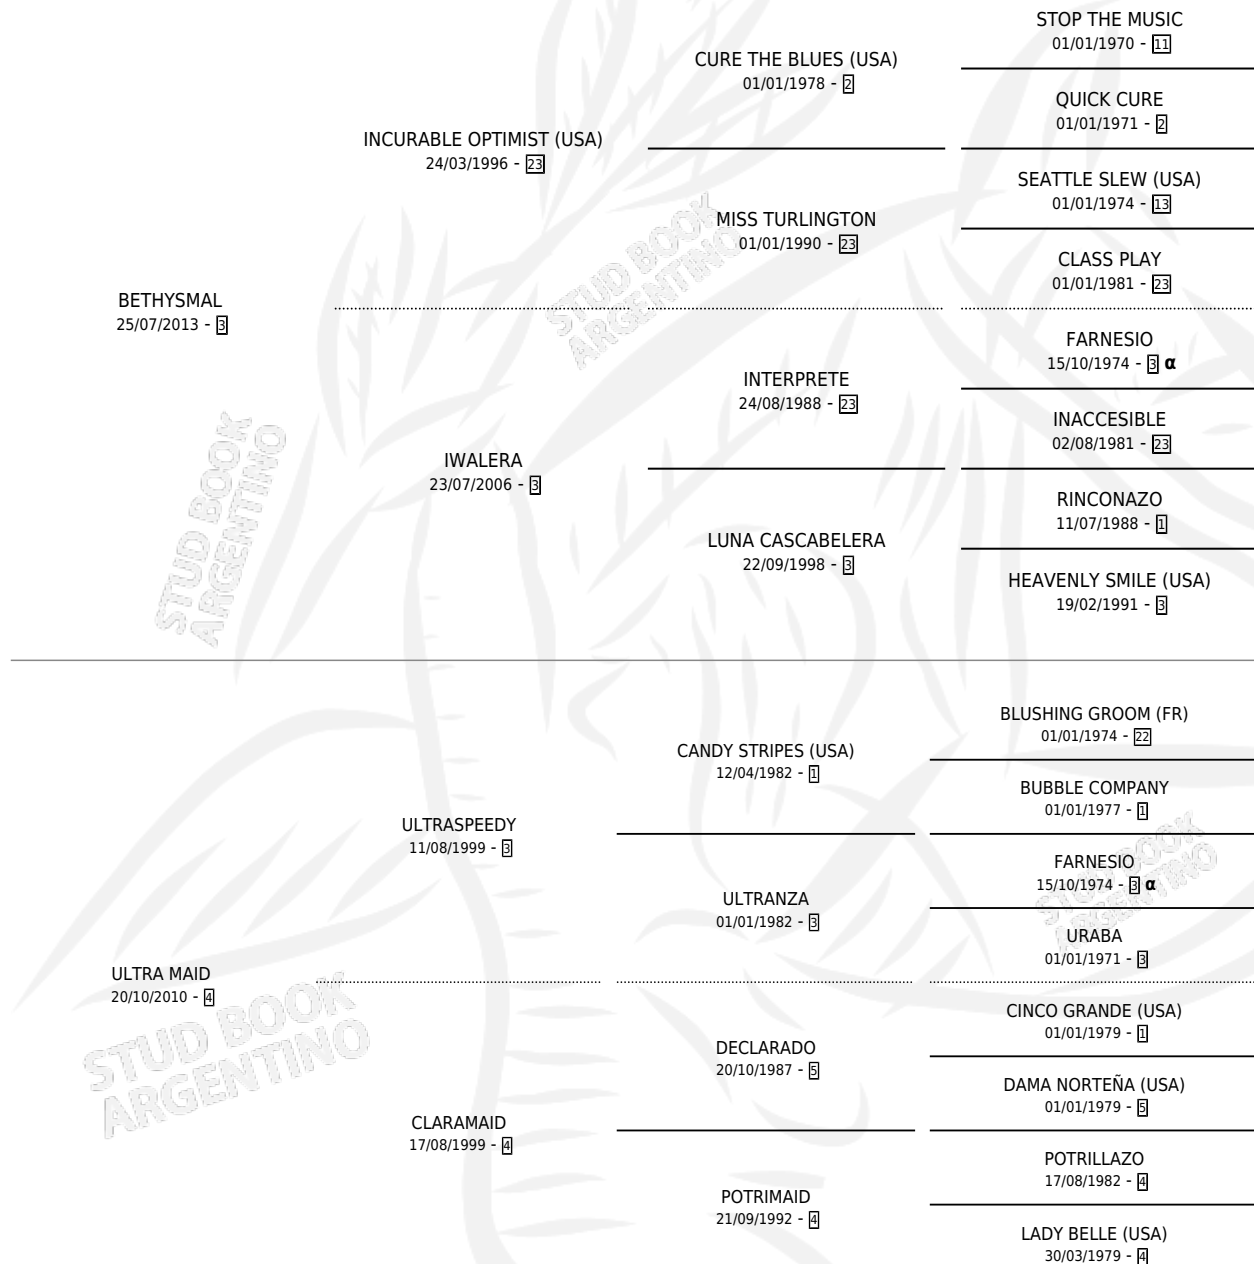 STOP THE MUSIC
01/01/1970 - 11
CURE THE BLUES (USA)
01/01/1978 - 2
QUICK CURE
01/01/1971 - 2
INCURABLE OPTIMIST (USA)
24/03/1996 - 23
SEATTLE SLEW (USA)
01/01/1974 - 13
MISS TURLINGTON
01/01/1990 - 23
CLASS PLAY
01/01/1981 - 23
BETHYSMAL
25/07/2013 - 3
FARNESIO
15/10/1974 - 3 α
INTERPRETE
24/08/1988 - 23
INACCESIBLE
02/08/1981 - 23
IWALERA
23/07/2006 - 3
RINCONAZO
11/07/1988 - 1
LUNA CASCABELERA
22/09/1998 - 3
HEAVENLY SMILE (USA)
19/02/1991 - 3
BLUSHING GROOM (FR)
01/01/1974 - 22
CANDY STRIPES (USA)
12/04/1982 - 1
BUBBLE COMPANY
01/01/1977 - 1
ULTRASPEEDY
11/08/1999 - 3
FARNESIO
15/10/1974 - 3 α
ULTRANZA
01/01/1982 - 3
URABA
01/01/1971 - 3
ULTRA MAID
20/10/2010 - 4
CINCO GRANDE (USA)
01/01/1979 - 1
DECLARADO
20/10/1987 - 5
DAMA NORTEÑA (USA)
01/01/1979 - 5
CLARAMAID
17/08/1999 - 4
POTRILLAZO
17/08/1982 - 4
POTRIMAID
21/09/1992 - 4
LADY BELLE (USA)
30/03/1979 - 4
STUD BOOK
ARGENTINO
STUD BOOK
ARGENTINO
STUD BOOK
ARGENTINO
STUD BOOK
ARGENTINO